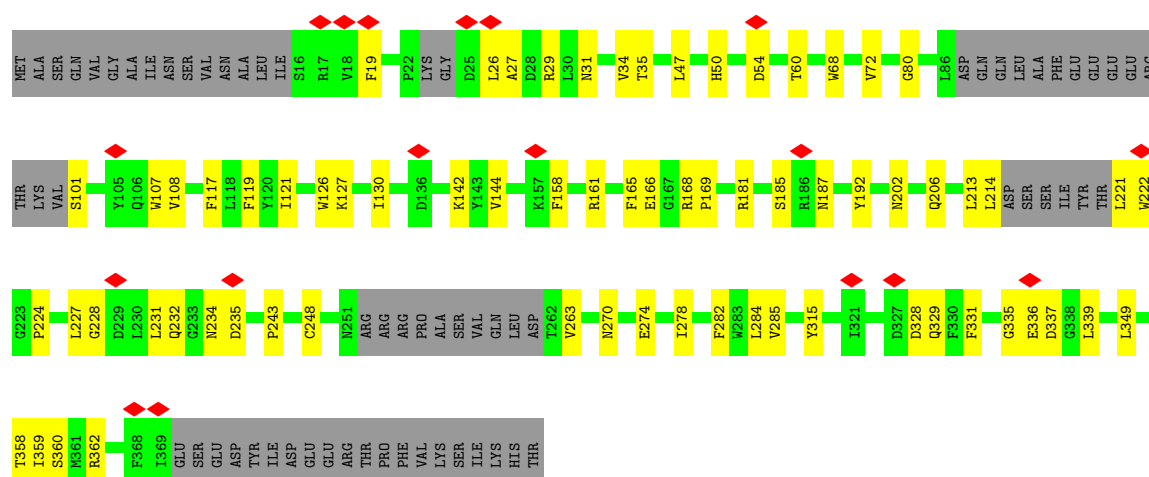 MET ALA SER GLN VAL GLY ALA ILE ASN SER VAL ASN ALA LEU ILE S16 R17 V18 F19 P22 LYS GLY D25 L26 A27 D28 R29 L30 N31 V34 T35 L47 H50 D54 T60 W68 V72 G80 L86 ASP GLN GLN LEU ALA PHE GLU GLU GLU GLU ARG
THR LYS VAL S101 Y105 Q106 W107 V108 F117 L118 F119 Y120 I121 W126 K127 I130 D136 K142 Y143 V144 K157 F158 R161 F165 E166 G167 R168 P169 R181 S185 R186 N187 Y192 N202 Q206 L213 L214 ASP SER SER ILE TYR THR L221 W222
G223 P224 L227 G228 D229 L230 L231 Q232 G233 N234 D235 P243 C248 N251 ARG ARG ARG PRO ALA SER VAL GLN LEU ASP T262 V263 N270 E274 I278 F282 W283 L284 V285 Y315 I321 D327 D328 Q329 F330 F331 G335 E336 D337 G338 L339 L349
T358 I359 S360 M361 R362 F368 I369 GLU SER GLU ASP TYR ILE ASP GLU GLU ARG THR PRO PHE VAL LYS SER ILE LYS HIS THR